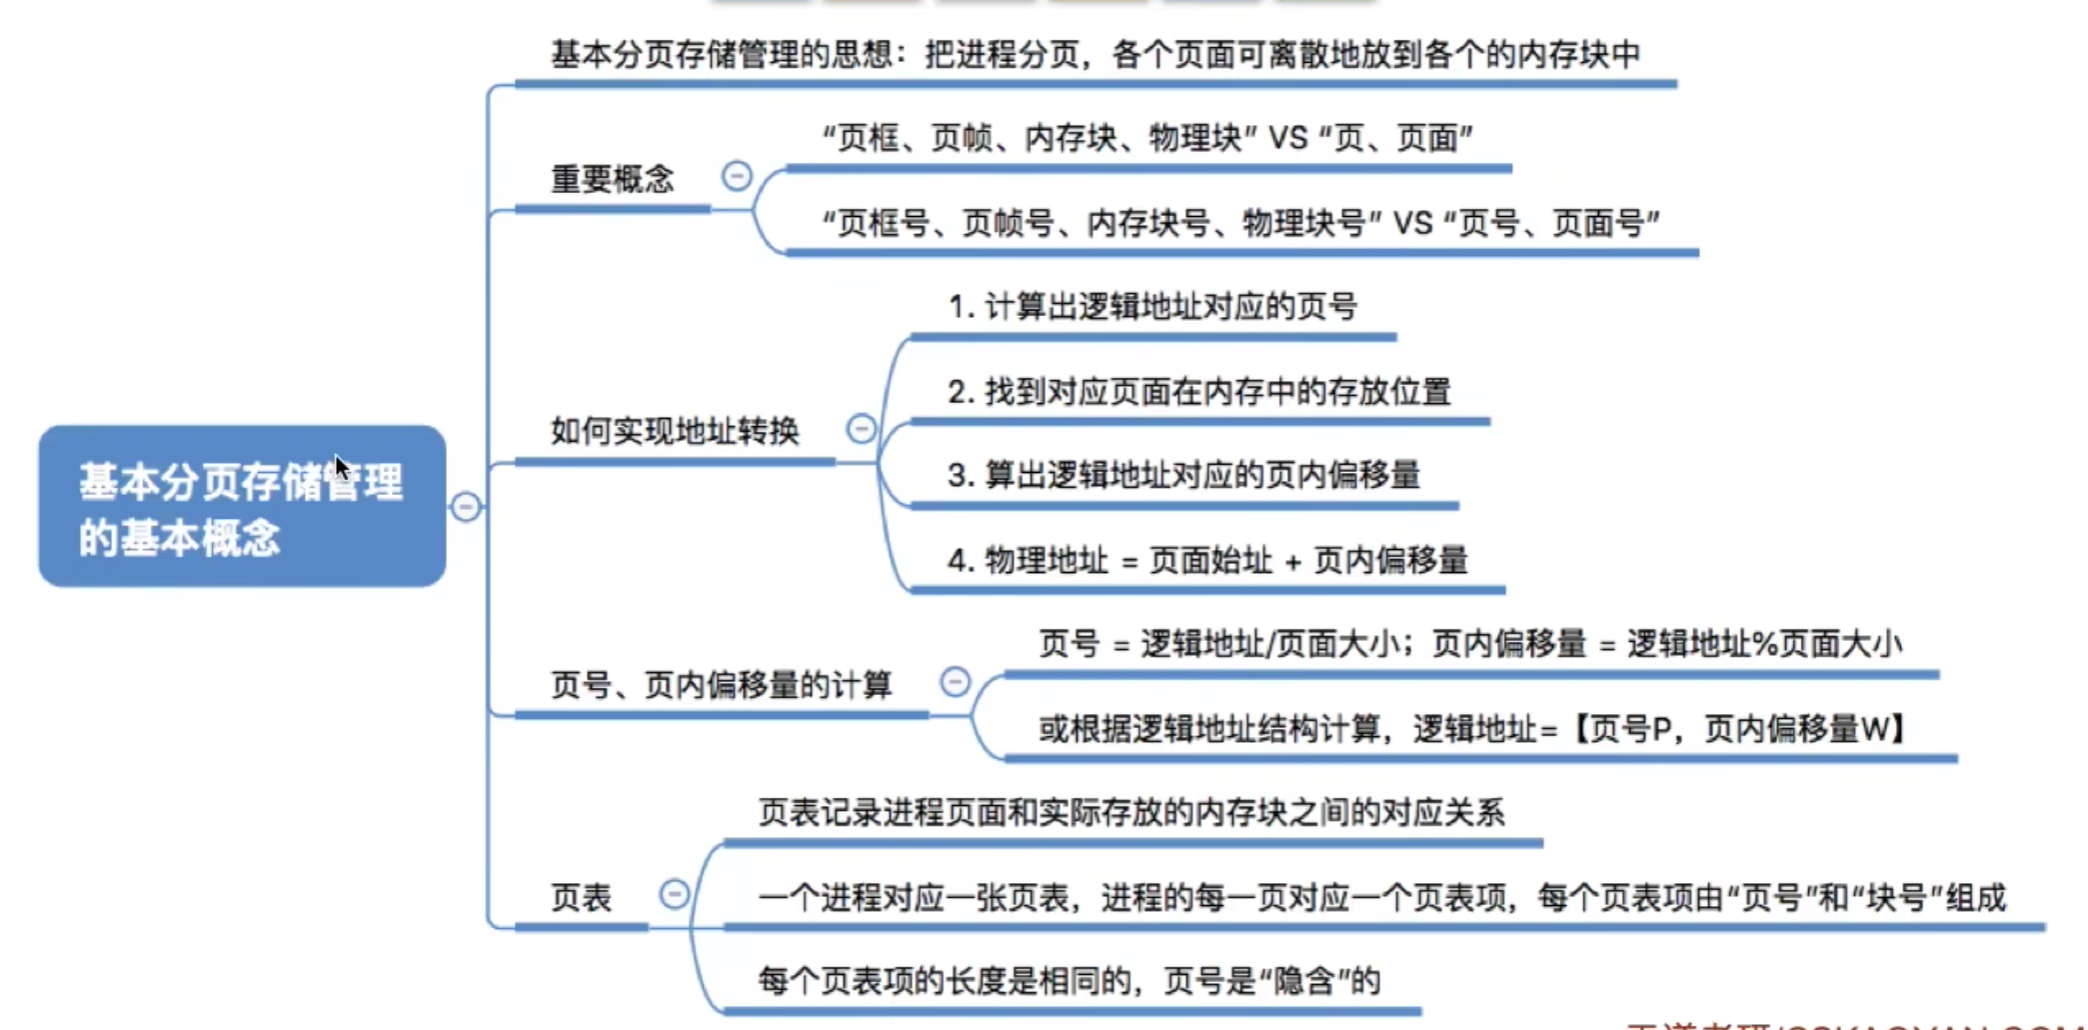 基本分页存储管理的思想：把进程分页，各个页面可离散地放到各个的内存块中
“页框、页帧、内存块、物理块” VS “页、页面”
重要概念
“页框号、页帧号、内存块号、物理块号” VS “页号、页面号”
1. 计算出逻辑地址对应的页号
2. 找到对应页面在内存中的存放位置
如何实现地址转换
3. 算出逻辑地址对应的页内偏移量
4. 物理地址 = 页面始址 + 页内偏移量
基本分页存储管理
的基本概念
页号 = 逻辑地址/页面大小；页内偏移量 = 逻辑地址%页面大小
页号、页内偏移量的计算
或根据逻辑地址结构计算，逻辑地址=【页号P，页内偏移量W】
页表记录进程页面和实际存放的内存块之间的对应关系
页表
一个进程对应一张页表，进程的每一页对应一个页表项，每个页表项由“页号”和“块号”组成
每个页表项的长度是相同的，页号是“隐含”的